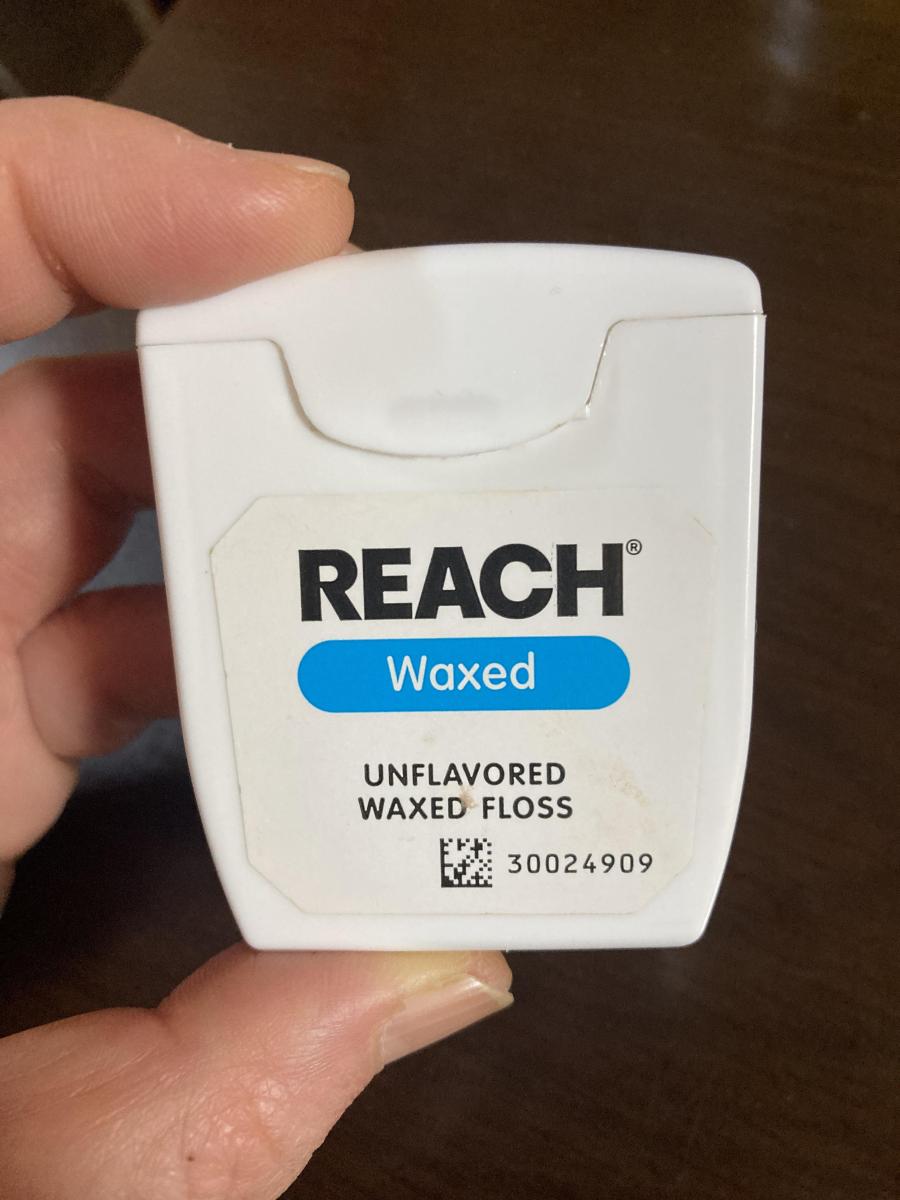 REACH®
Waxed
UNFLAVORED
WAXED FLOSS
30024909